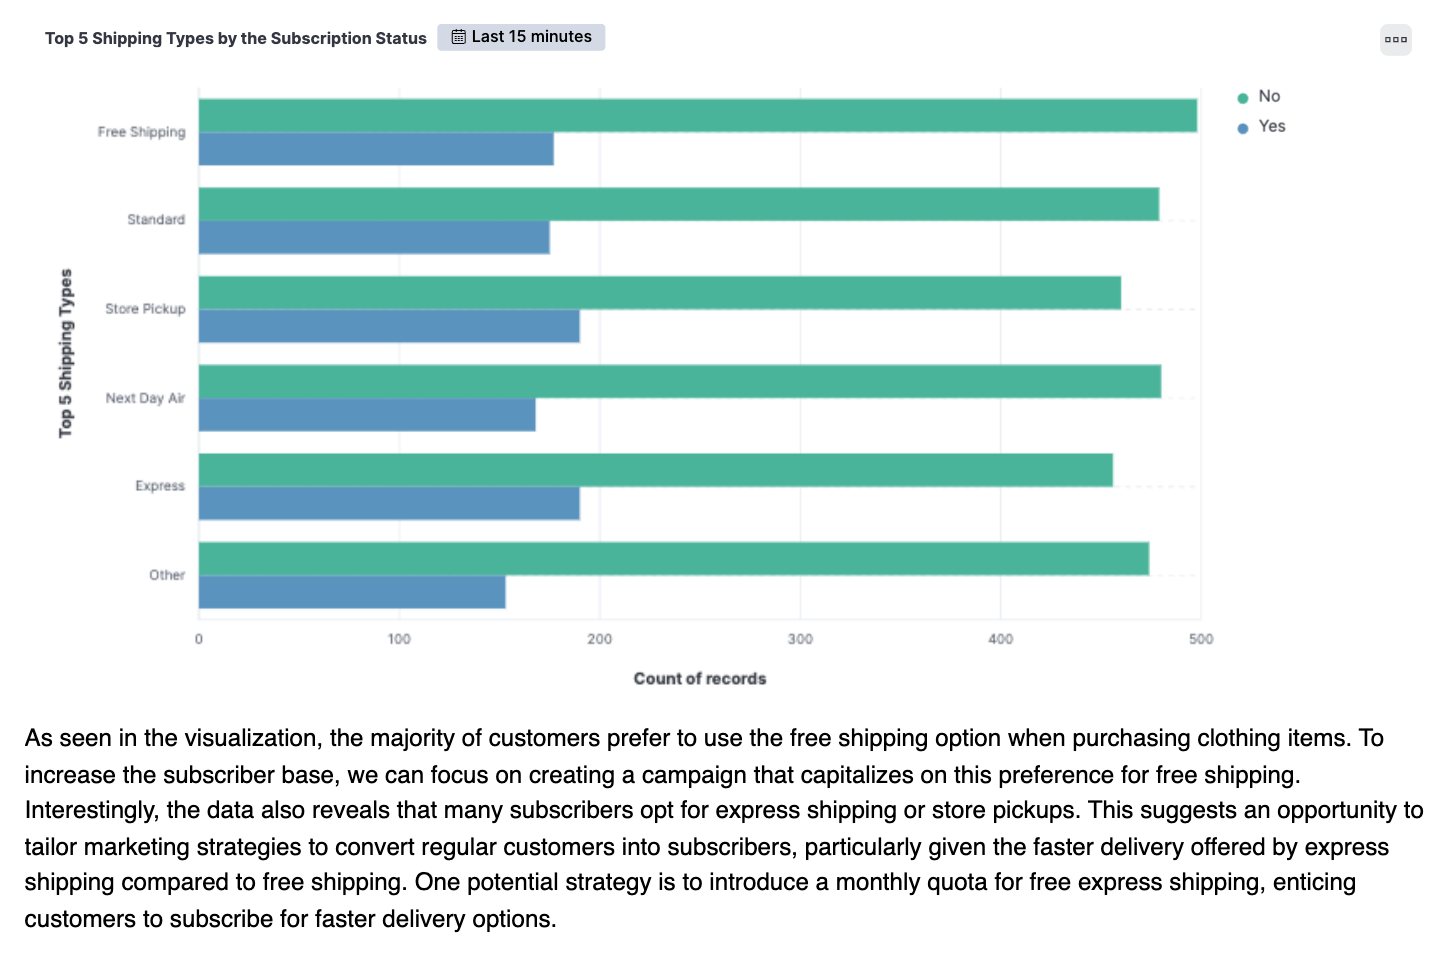 Top 5 Shipping Types by the Subscription Status Last 15 minutes
No
Yes
Top 5 Shipping Types
Free Shipping
Standard
Store Pickup
Next Day Air
Express
Other
0 100 200 300 400 500
Count of records
As seen in the visualization, the majority of customers prefer to use the free shipping option when purchasing clothing items. To
increase the subscriber base, we can focus on creating a campaign that capitalizes on this preference for free shipping.
Interestingly, the data also reveals that many subscribers opt for express shipping or store pickups. This suggests an opportunity to
tailor marketing strategies to convert regular customers into subscribers, particularly given the faster delivery offered by express
shipping compared to free shipping. One potential strategy is to introduce a monthly quota for free express shipping, enticing
customers to subscribe for faster delivery options.